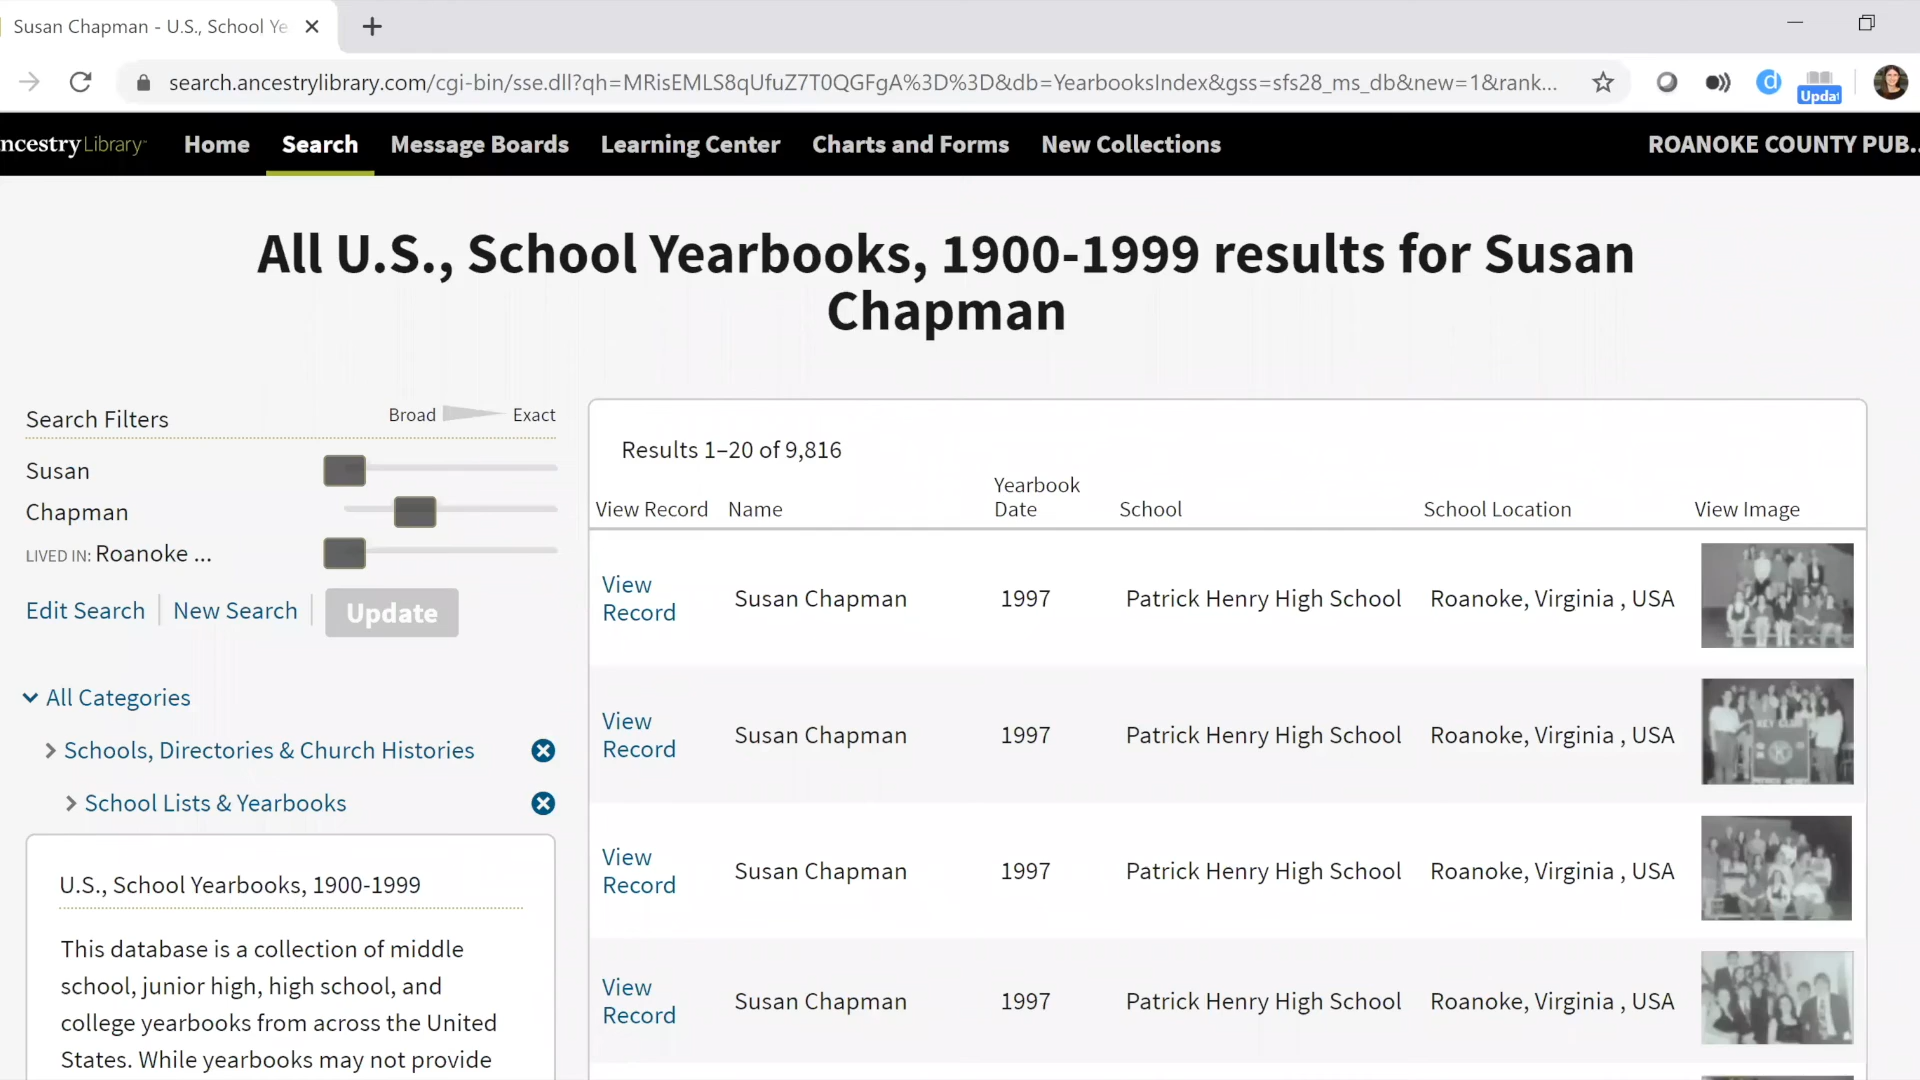 Susan Chapman - U.S., School Ye
search.ancestrylibrary.com/cgi-bin/sse.dll?qh=MRisEMLS8qUfuZ7T0QGFgA%3D%3D&db=YearbooksIndex&gss=sfs28_ms_db&new=1&rank...
Updat
ncestryLibrary Home Search Message Boards Learning Center Charts and Forms New Collections ROANOKE COUNTY PUB..
All U.S., School Yearbooks, 1900-1999 results for Susan
Chapman
Search Filters Broad Exact
Susan
Chapman
LIVED IN: Roanoke ...
Edit Search New Search Update
All Categories
Schools, Directories & Church Histories
School Lists & Yearbooks
U.S., School Yearbooks, 1900-1999
This database is a collection of middle
school, junior high, high school, and
college yearbooks from across the United
States. While yearbooks may not provide
Results 1–20 of 9,816
View Record Name Yearbook Date School School Location View Image
View Record Susan Chapman 1997 Patrick Henry High School Roanoke, Virginia , USA
View Record Susan Chapman 1997 Patrick Henry High School Roanoke, Virginia , USA
View Record Susan Chapman 1997 Patrick Henry High School Roanoke, Virginia , USA
View Record Susan Chapman 1997 Patrick Henry High School Roanoke, Virginia , USA